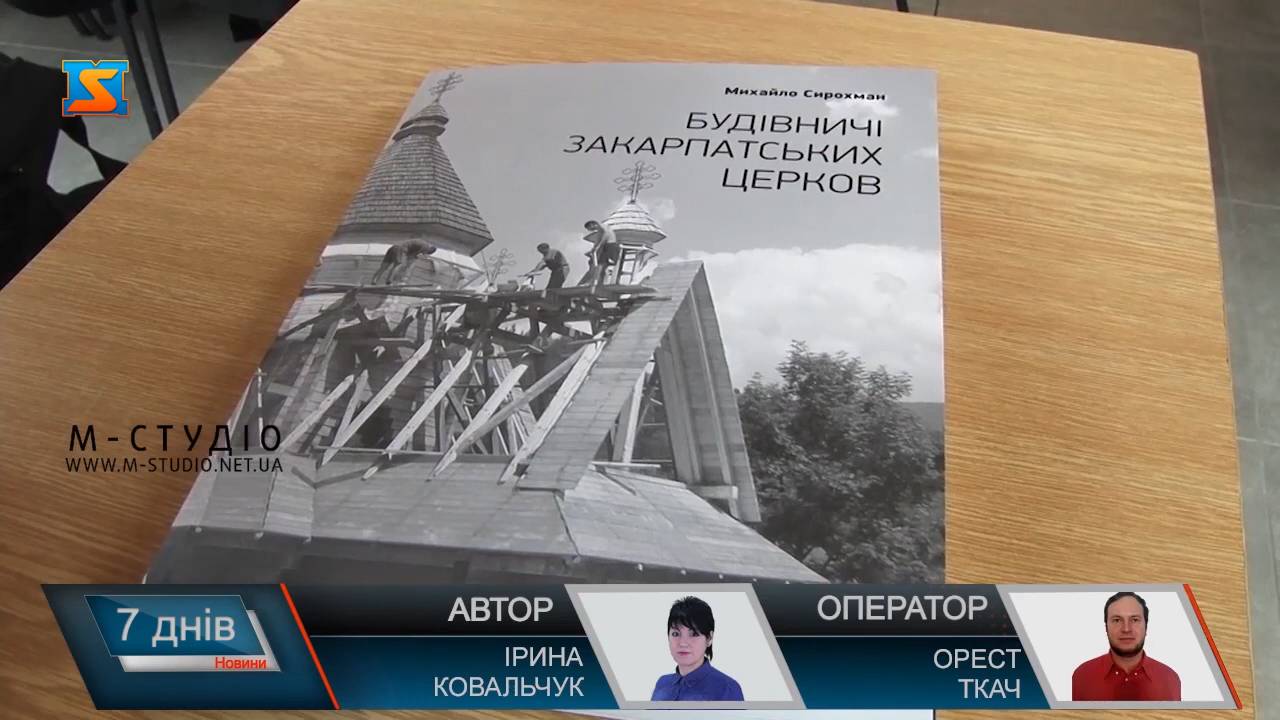 Михайло Сирохман
БУДІВНИЧІ
ЗАКАРПАТСЬКИХ
ЦЕРКОВ
М-СТУДІО
WWW.M-STUDIO.NET.UA
7 днів
Новини
АВТОР
ІРИНА
КОВАЛЬЧУК
ОПЕРАТОР
ОРЕСТ
ТКАЧ